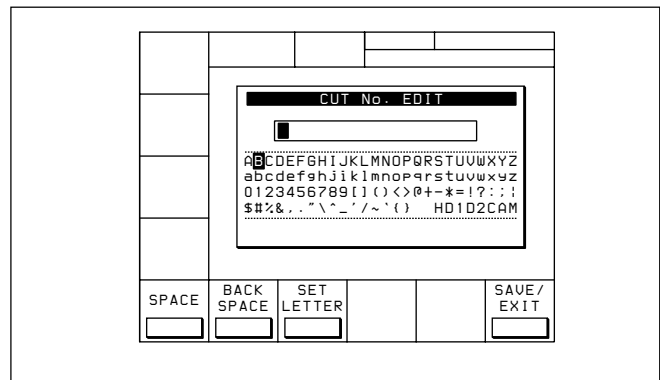 CUT No. EDIT
ABCDEFGHIJKLMNOPQRSTUVWXYZ
abcdefghijklmnopqrstuvwxyz
0123456789[]()<>@+-*=!?:;¦
$#%&,."\^_'/~`{} HD1D2CAM
SPACE
BACK SPACE
SET LETTER
SAVE/ EXIT